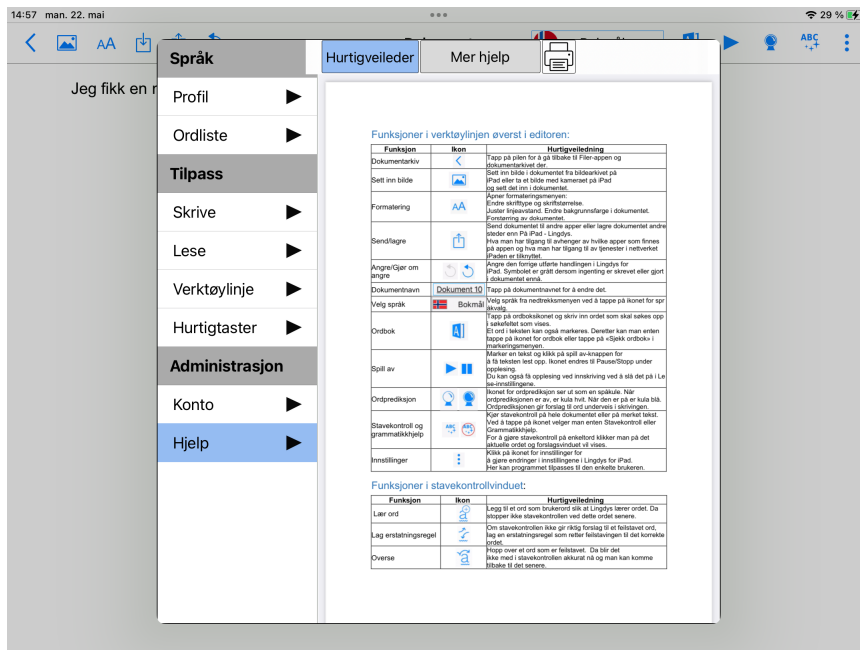 14:57 man. 22. mai
29 %
AA
ABC
Språk
Hurtigveileder
Mer hjelp
Jeg fikk en
Profil
Ordliste
Tilpass
Skrive
Lese
Verktøylinje
Hurtigtaster
Administrasjon
Konto
Hjelp
Funksjoner i verktøylinjen øverst i editoren:
Funksjon Ikon Hurtigveiledning
Dokumentarkiv Tapp på pilen for å gå tilbake til Filer-appen og
dokumentarkivet der.
Sett inn bilde Sett inn bilde i dokumentet fra bildearkivet på
iPad eller ta et bilde med kameraet på iPad
og sett det inn i dokumentet.
Formatering AA Åpner formateringsmenyen:
Endre skrifttype og skriftstørrelse.
Juster linjeavstand. Endre bakgrunnsfarge i dokumentet.
Forstørring av dokumentet.
Send/lagre Send dokumentet til andre apper eller lagre dokumentet andre
steder enn På iPad - Lingdys.
Hva man har tilgang til avhenger av hvilke apper som finnes
på appen og hva man har tilgang til av tjenester i nettverket
iPaden er tilknyttet.
Angre/Gjør om
angre
Angre den forrige utførte handlingen i Lingdys for
iPad. Symbolet er grått dersom ingenting er skrevet eller gjort
i dokumentet ennå.
Dokumentnavn Dokument 10 Tapp på dokumentnavnet for å endre det.
Velg språk Bokmål Velg språk fra nedtrekksmenyen ved å tappe på ikonet for spr
åkvalg.
Ordbok Tapp på ordboksikonet og skriv inn ordet som skal søkes opp
i søkefeltet som vises.
Et ord i teksten kan også markeres. Deretter kan man enten
tappe på ikonet for ordbok eller tappe på «Sjekk ordbok» i
markeringsmenyen.
Spill av Marker en tekst og klikk på spill av-knappen for
å få teksten lest opp. Ikonet endres til Pause/Stopp under
opplesing.
Du kan også få opplesing ved innskriving ved å slå det på i Le
se-innstillingene.
Ordprediksjon Ikonet for ordprediksjon ser ut som en spåkule. Når
ordprediksjonen er av, er kula hvit. Når den er på er kula blå.
Ordprediksjonen gir forslag til ord underveis i skrivingen.
Stavekontroll og
grammatikkhjelp
ABC ABC
Kjør stavekontroll på hele dokumentet eller på merket tekst.
Ved å tappe på ikonet velger man enten Stavekontroll eller
Grammatikkhjelp.
For å gjøre stavekontroll på enkeltord klikker man på det
aktuelle ordet og forslagsvinduet vil vises.
Innstillinger Klikk på ikonet for innstillinger for
å gjøre endringer i innstillingene i Lingdys for iPad.
Her kan programmet tilpasses til den enkelte brukeren.
Funksjoner i stavekontrollvinduet:
Funksjon Ikon Hurtigveiledning
Lær ord a Legg til et ord som brukerord slik at Lingdys lærer ordet. Da
stopper ikke stavekontrollen ved dette ordet senere.
Lag erstatningsregel Om stavekontrollen ikke gir riktig forslag til et feilstavet ord,
lag en erstatningsregel som retter feilstavingen til det korrekte
ordet.
Overse a Hopp over et ord som er feilstavet. Da blir det
ikke med i stavekontrollen akkurat nå og man kan komme
tilbake til det senere.